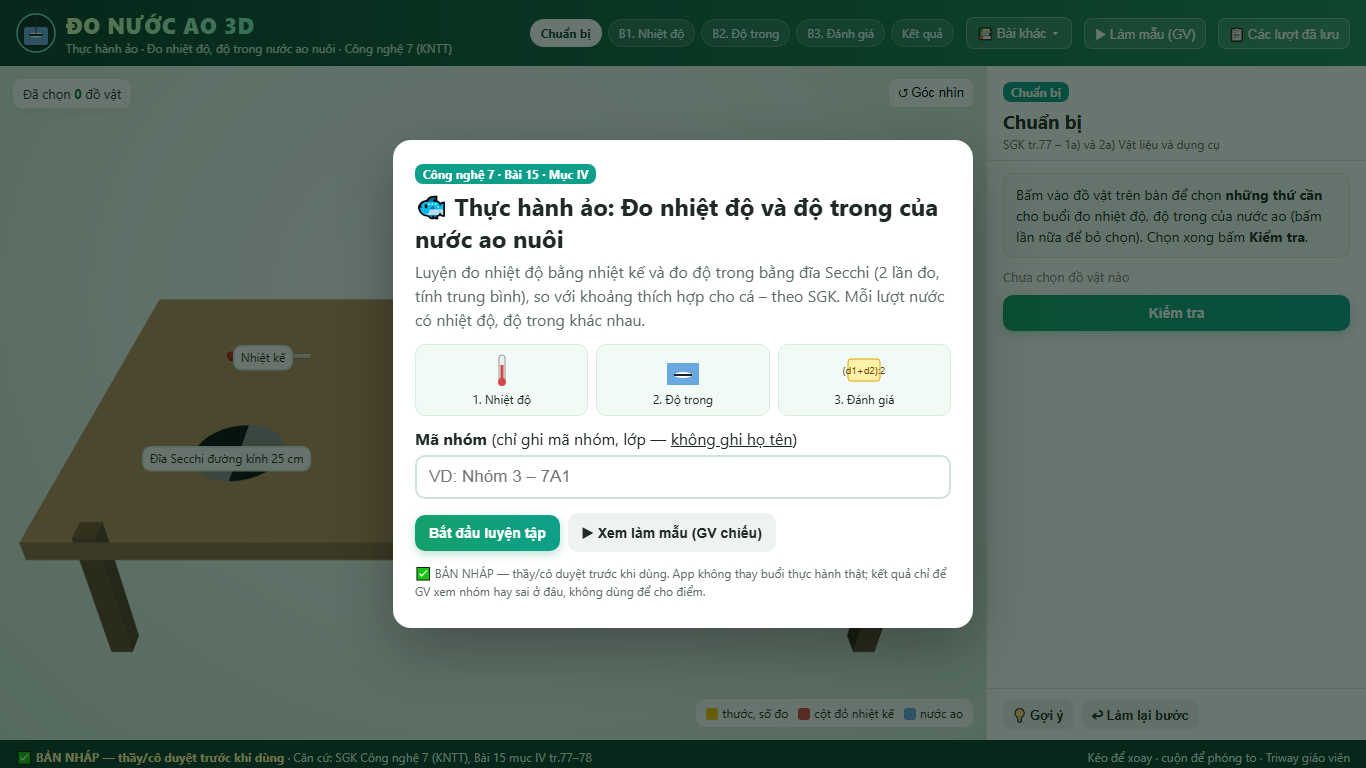 ĐO NƯỚC AO 3D
Thực hành ảo · Đo nhiệt độ, độ trong nước ao nuôi · Công nghệ 7 (KNTT)
Chuẩn bị
B1. Nhiệt độ
B2. Độ trong
B3. Đánh giá
Kết quả
Bài khác
Làm mẫu (GV)
Các lượt đã lưu
Đã chọn 0 đồ vật
Góc nhìn
Nhiệt kế
Đĩa Secchi đường kính 25 cm
Công nghệ 7 · Bài 15 · Mục IV
Thực hành ảo: Đo nhiệt độ và độ trong của
nước ao nuôi
Luyện đo nhiệt độ bằng nhiệt kế và đo độ trong bằng đĩa Secchi (2 lần đo,
tính trung bình), so với khoảng thích hợp cho cá – theo SGK. Mỗi lượt nước
có nhiệt độ, độ trong khác nhau.
1. Nhiệt độ
2. Độ trong
(d1+d2):2
3. Đánh giá
Mã nhóm (chỉ ghi mã nhóm, lớp — không ghi họ tên)
VD: Nhóm 3 – 7A1
Bắt đầu luyện tập
Xem làm mẫu (GV chiếu)
BẢN NHÁP — thầy/cô duyệt trước khi dùng. App không thay buổi thực hành thật; kết quả chỉ để
GV xem nhóm hay sai ở đâu, không dùng để cho điểm.
thước, số đo
cột đỏ nhiệt kế
nước ao
Chuẩn bị
Chuẩn bị
SGK tr.77 – 1a) và 2a) Vật liệu và dụng cụ
Bấm vào đồ vật trên bàn để chọn những thứ cần
cho buổi đo nhiệt độ, độ trong của nước ao (bấm
lần nữa để bỏ chọn). Chọn xong bấm Kiểm tra.
Chưa chọn đồ vật nào
Kiểm tra
Gợi ý
Làm lại bước
BẢN NHÁP — thầy/cô duyệt trước khi dùng · Căn cứ: SGK Công nghệ 7 (KNTT), Bài 15 mục IV tr.77–78
Kéo để xoay · cuộn để phóng to · Triway giáo viên